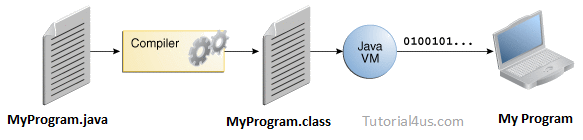 Compiler
Java
VM
0100101...
MyProgram.java
MyProgram.class
Tutorial4us.com
My Program